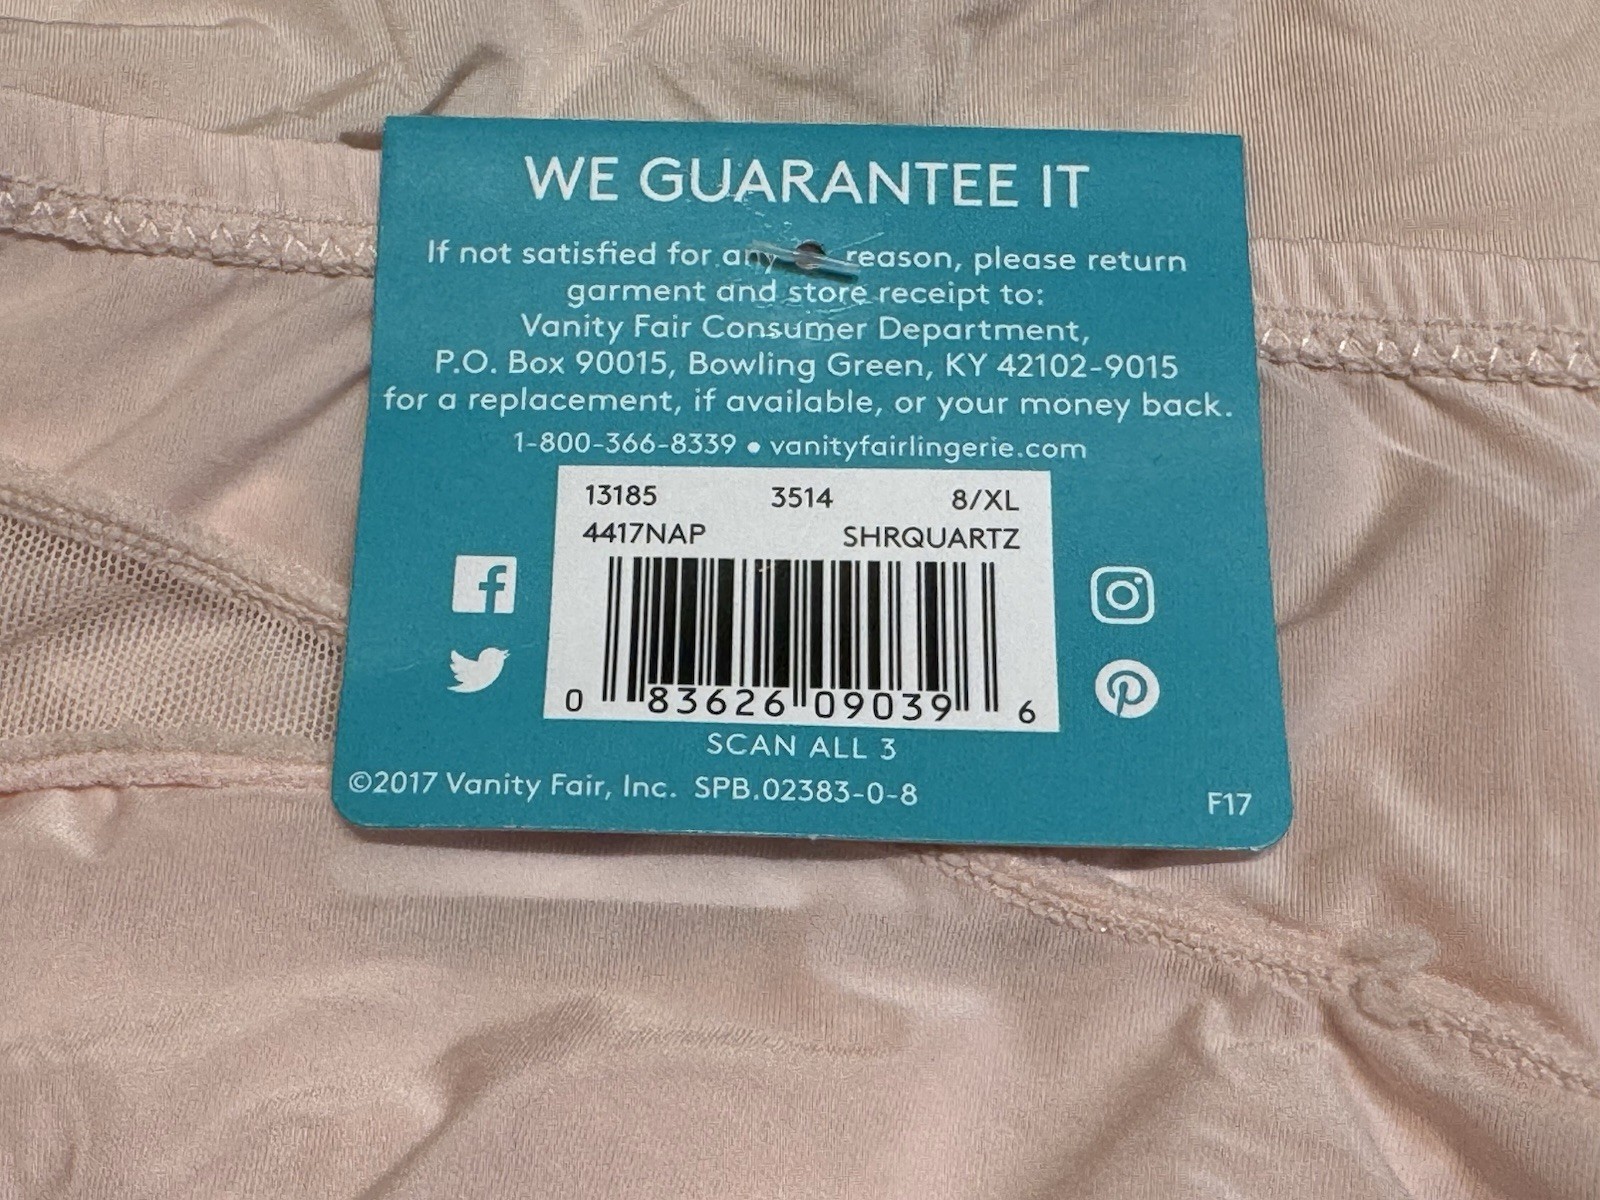 WE GUARANTEE IT
If not satisfied for any reason, please return
garment and store receipt to:
Vanity Fair Consumer Department,
P.O. Box 90015, Bowling Green, KY 42102-9015
for a replacement, if available, or your money back.
1-800-366-8339 • vanityfairlingerie.com
13185 3514 8/XL
4417NAP SHRQUARTZ
0 83626 09039 6
SCAN ALL 3
©2017 Vanity Fair, Inc. SPB.02383-0-8
F17